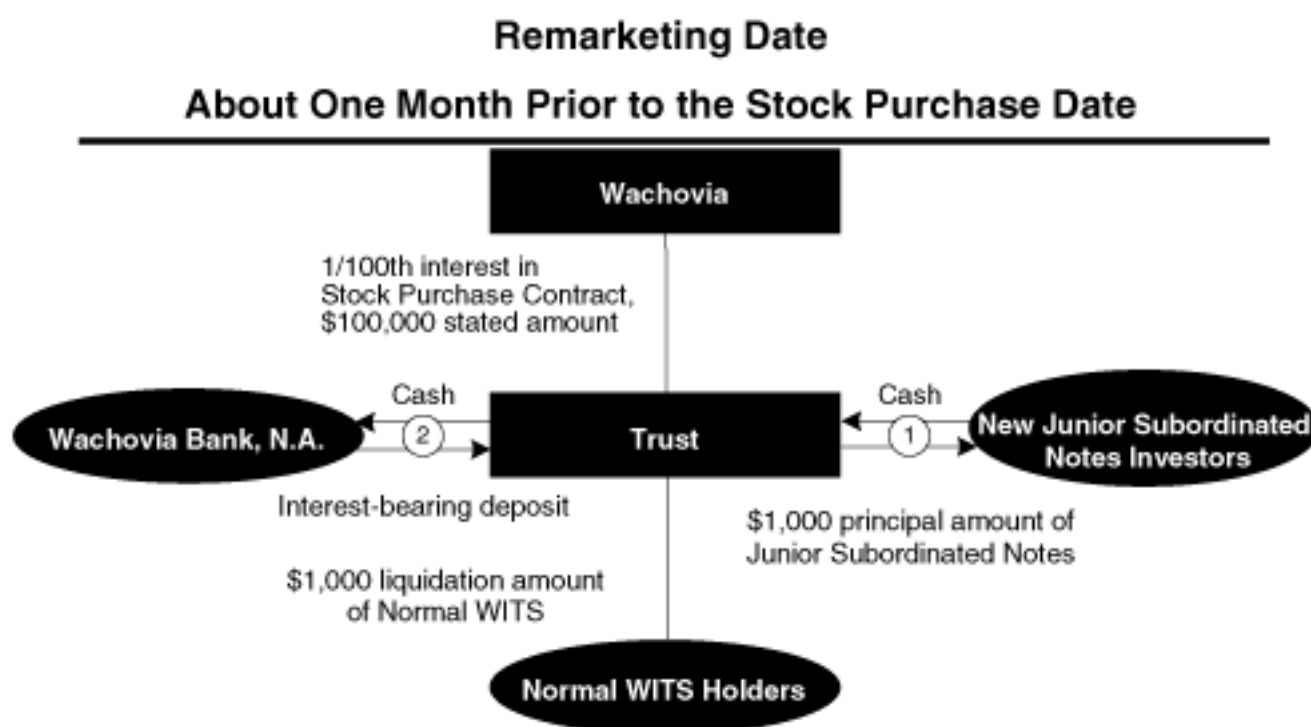 Remarketing Date
About One Month Prior to the Stock Purchase Date
Wachovia
1/100th interest in
Stock Purchase Contract,
$100,000 stated amount
Cash
Cash
Wachovia Bank, N.A.
2
Trust
1
New Junior Subordinated
Notes Investors
Interest-bearing deposit
$1,000 principal amount of
Junior Subordinated Notes
$1,000 liquidation amount
of Normal WITS
Normal WITS Holders